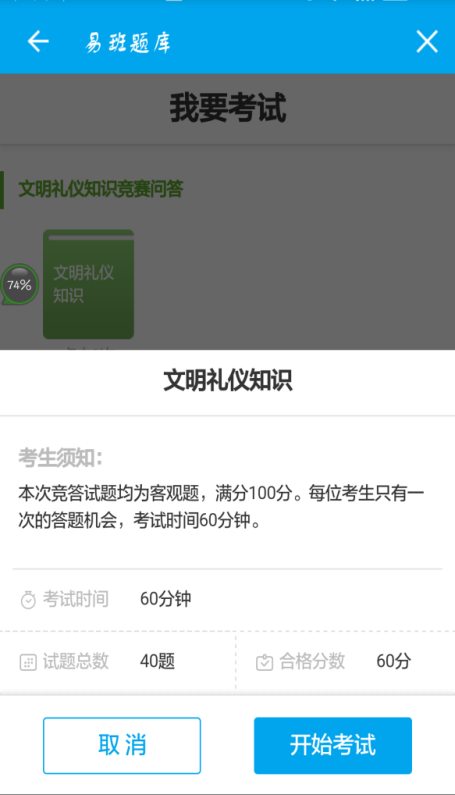 易班题库
我要考试
文明礼仪知识竞赛问答
文明礼仪
知识
74%
文明礼仪知识
考生须知:
本次竞答试题均为客观题，满分100分。每位考生只有一
次的答题机会，考试时间60分钟。
考试时间 60分钟
试题总数 40题 合格分数 60分
取消 开始考试